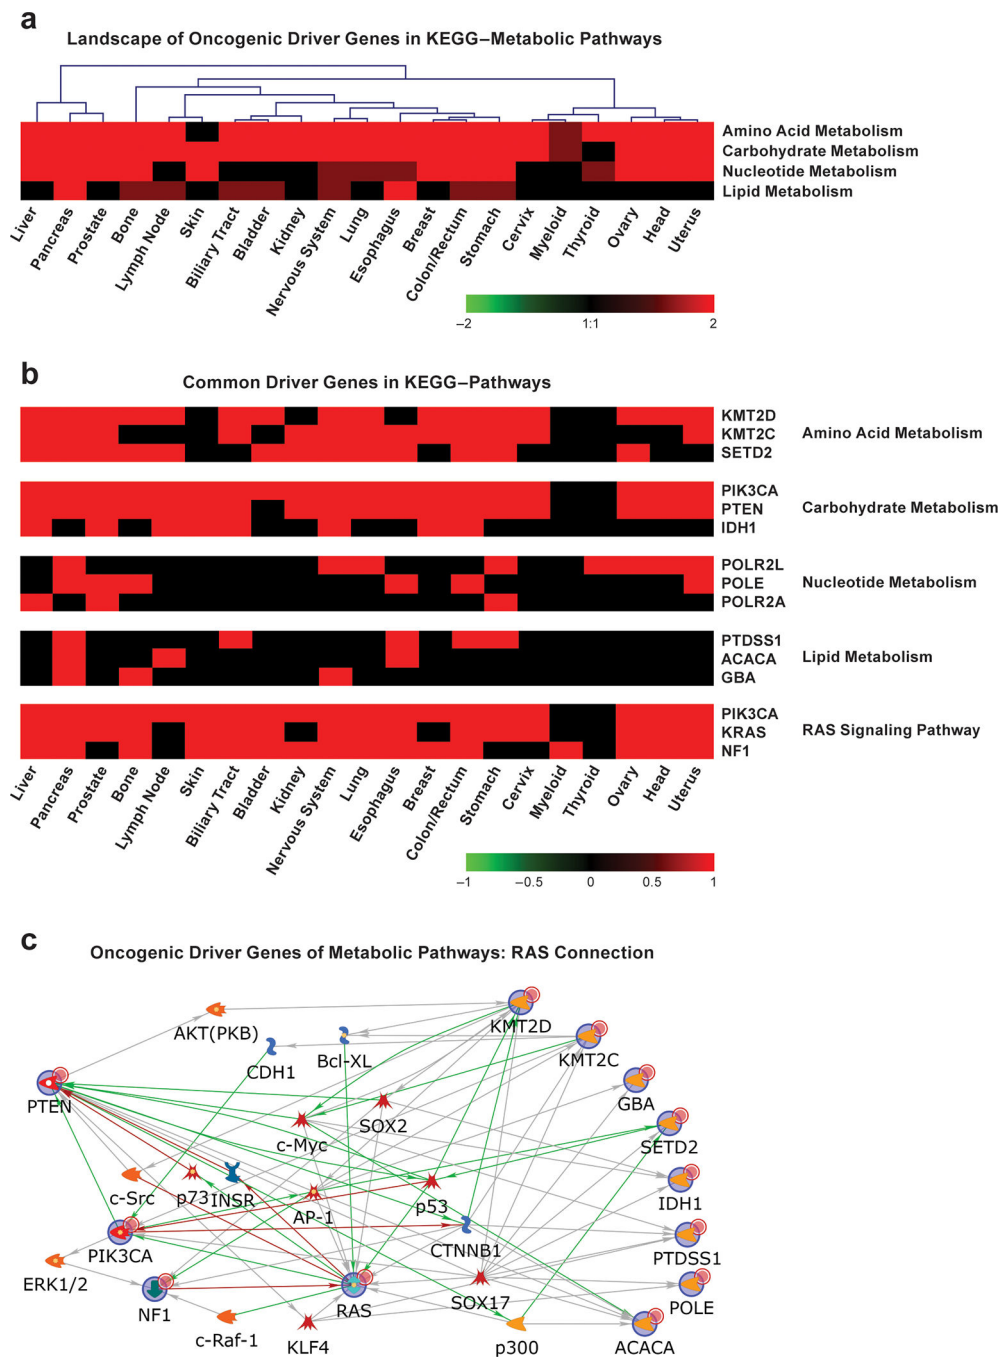 a
Landscape of Oncogenic Driver Genes in KEGG–Metabolic Pathways
Amino Acid Metabolism
Carbohydrate Metabolism
Nucleotide Metabolism
Lipid Metabolism
Liver
Pancreas
Prostate
Bone
Lymph Node
Skin
Biliary Tract
Bladder
Kidney
Nervous System
Lung
Esophagus
Breast
Colon/Rectum
Stomach
Cervix
Myeloid
Thyroid
Ovary
Head
Uterus
–2 1:1 2
b
Common Driver Genes in KEGG–Pathways
KMT2D
KMT2C Amino Acid Metabolism
SETD2
PIK3CA
PTEN Carbohydrate Metabolism
IDH1
POLR2L
POLE Nucleotide Metabolism
POLR2A
PTDSS1
ACACA Lipid Metabolism
GBA
PIK3CA
KRAS RAS Signaling Pathway
NF1
Liver
Pancreas
Prostate
Bone
Lymph Node
Skin
Biliary Tract
Bladder
Kidney
Nervous System
Lung
Esophagus
Breast
Colon/Rectum
Stomach
Cervix
Myeloid
Thyroid
Ovary
Head
Uterus
–1 –0.5 0 0.5 1
c
Oncogenic Driver Genes of Metabolic Pathways: RAS Connection
AKT(PKB)
KMT2D
CDH1
Bcl-XL
KMT2C
PTEN
GBA
c-Myc
SOX2
SETD2
c-Src
p73
INSR
AP-1
p53
IDH1
PIK3CA
CTNNB1
PTDSS1
ERK1/2
NF1
RAS
SOX17
POLE
c-Raf-1
KLF4
p300
ACACA